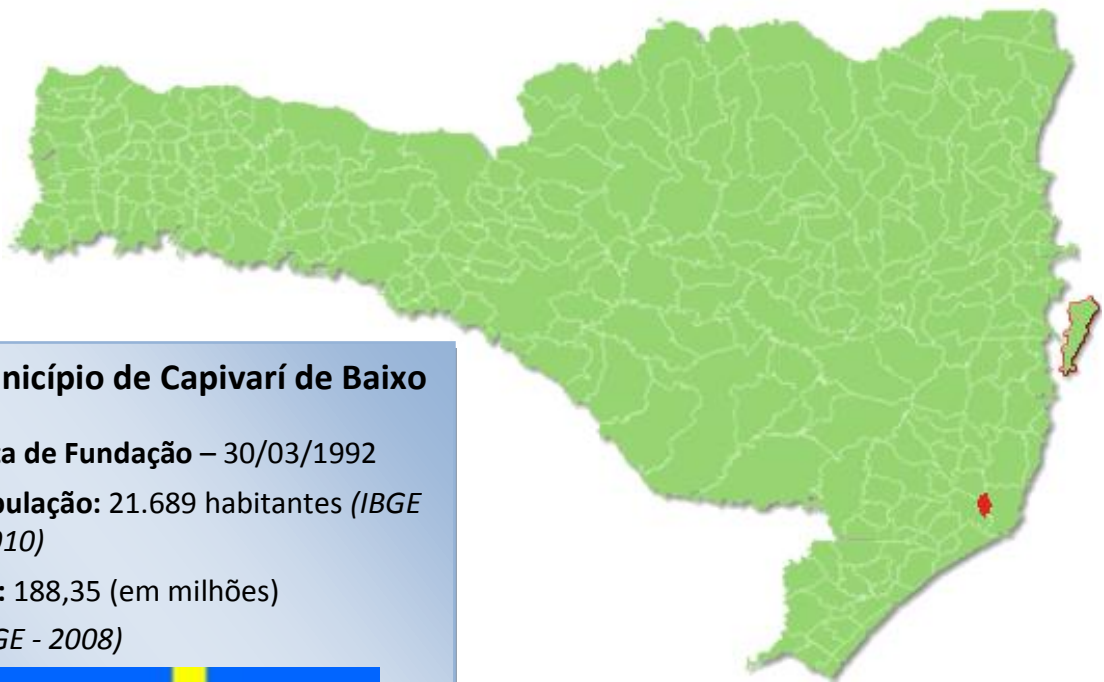 nicípio de Capivarí de Baixo
a de Fundação – 30/03/1992
pulação: 21.689 habitantes (IBGE
010)
: 188,35 (em milhões)
GE - 2008)